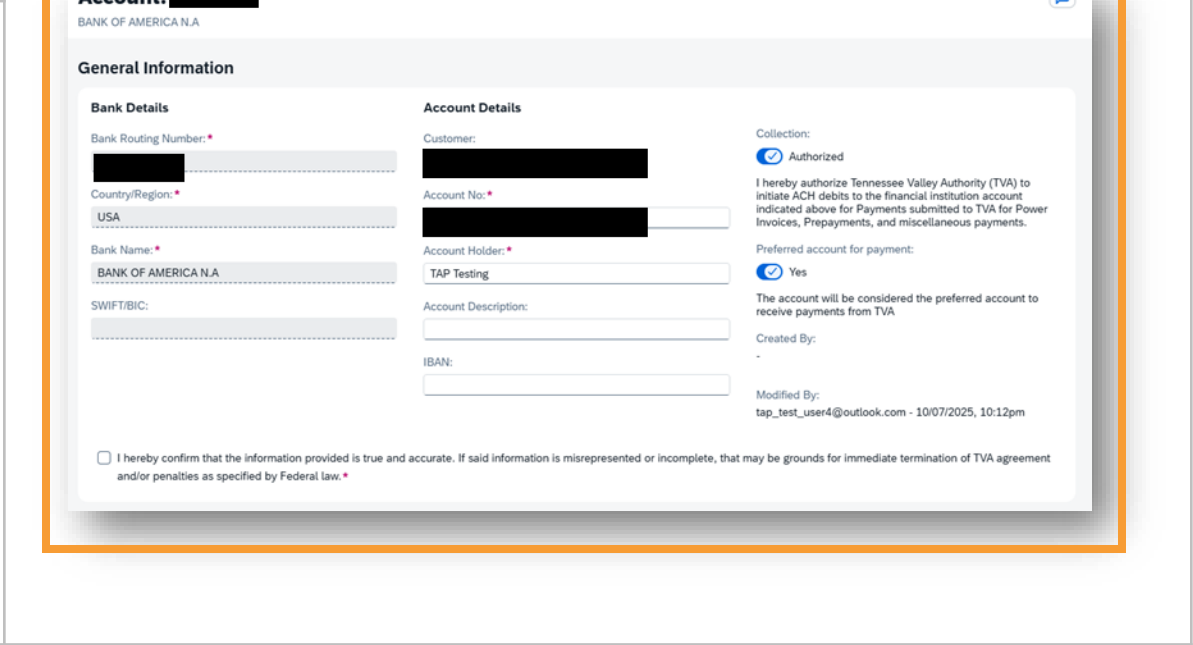 Account:
BANK OF AMERICA N.A
General Information
Bank Details
Bank Routing Number:*
Country/Region:*
USA
Bank Name:*
BANK OF AMERICA N.A
SWIFT/BIC:
Account Details
Customer:
Account No:*
Account Holder:*
TAP Testing
Account Description:
IBAN:
Collection:
Authorized
I hereby authorize Tennessee Valley Authority (TVA) to
initiate ACH debits to the financial institution account
indicated above for Payments submitted to TVA for Power
Invoices, Prepayments, and miscellaneous payments.
Preferred account for payment:
Yes
The account will be considered the preferred account to
receive payments from TVA
Created By:
-
Modified By:
tap_test_user4@outlook.com - 10/07/2025, 10:12pm
I hereby confirm that the information provided is true and accurate. If said information is misrepresented or incomplete, that may be grounds for immediate termination of TVA agreement
and/or penalties as specified by Federal law.*